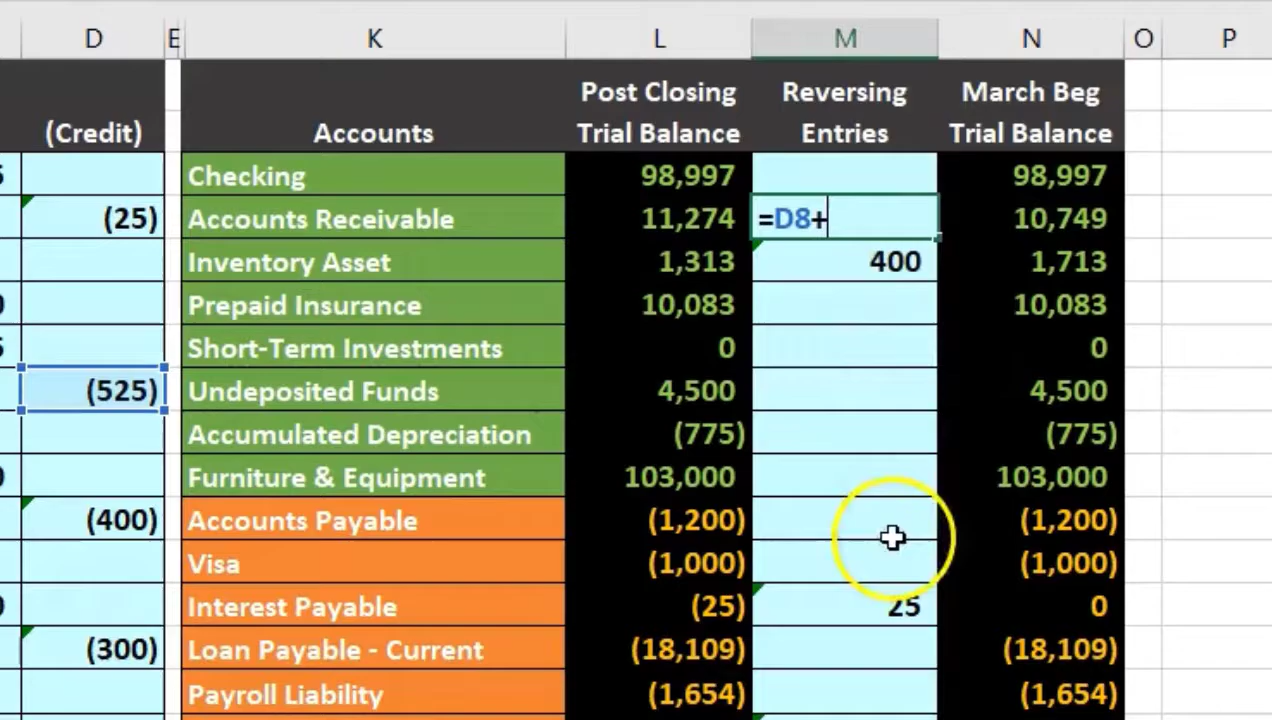 D E K L M N O P
Post Closing Reversing March Beg
(Credit) Accounts Trial Balance Entries Trial Balance
Checking 98,997 98,997
(25) Accounts Receivable 11,274 =D8+ 10,749
Inventory Asset 1,313 400 1,713
0 Prepaid Insurance 10,083 10,083
Short-Term Investments 0 0
(525) Undeposited Funds 4,500 4,500
Accumulated Depreciation (775) (775)
0 Furniture & Equipment 103,000 103,000
(400) Accounts Payable (1,200) (1,200)
Visa (1,000) (1,000)
0 Interest Payable (25) 25 0
(300) Loan Payable - Current (18,109) (18,109)
Payroll Liability (1,654) (1,654)